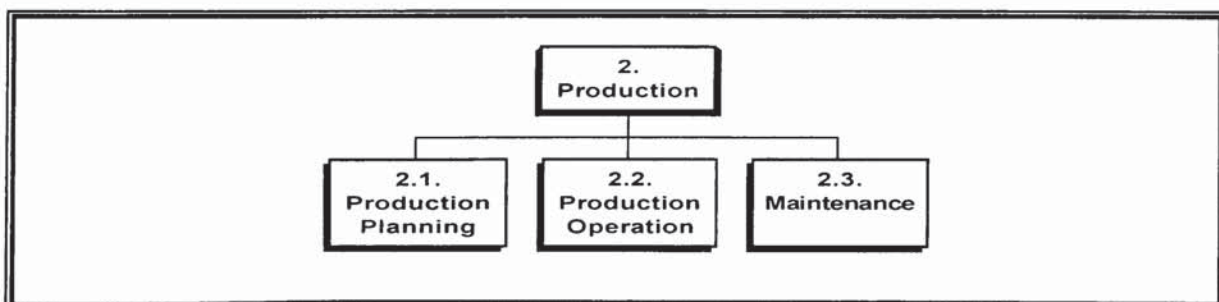 2.
Production
2.1.
Production
Planning
2.2.
Production
Operation
2.3.
Maintenance